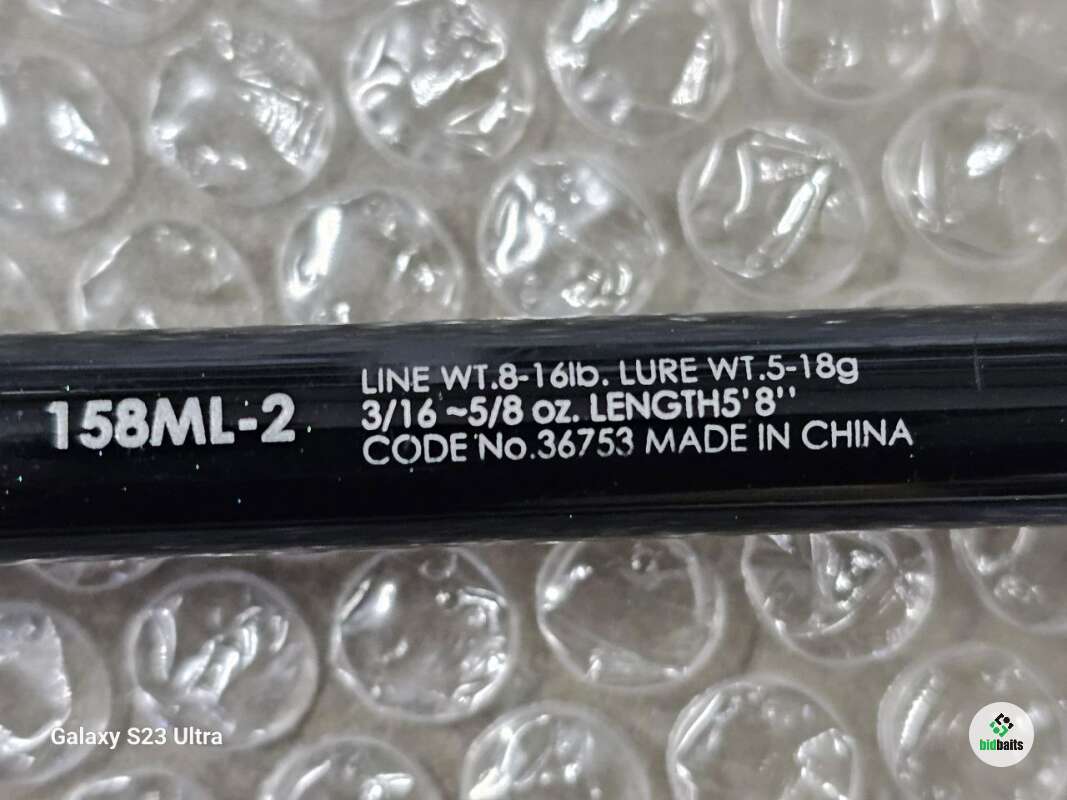 158ML-2
LINE WT.8-16lb. LURE WT.5-18g
3/16 ~5/8 oz. LENGTH5'8''
CODE No.36753 MADE IN CHINA
Galaxy S23 Ultra
bidbaits